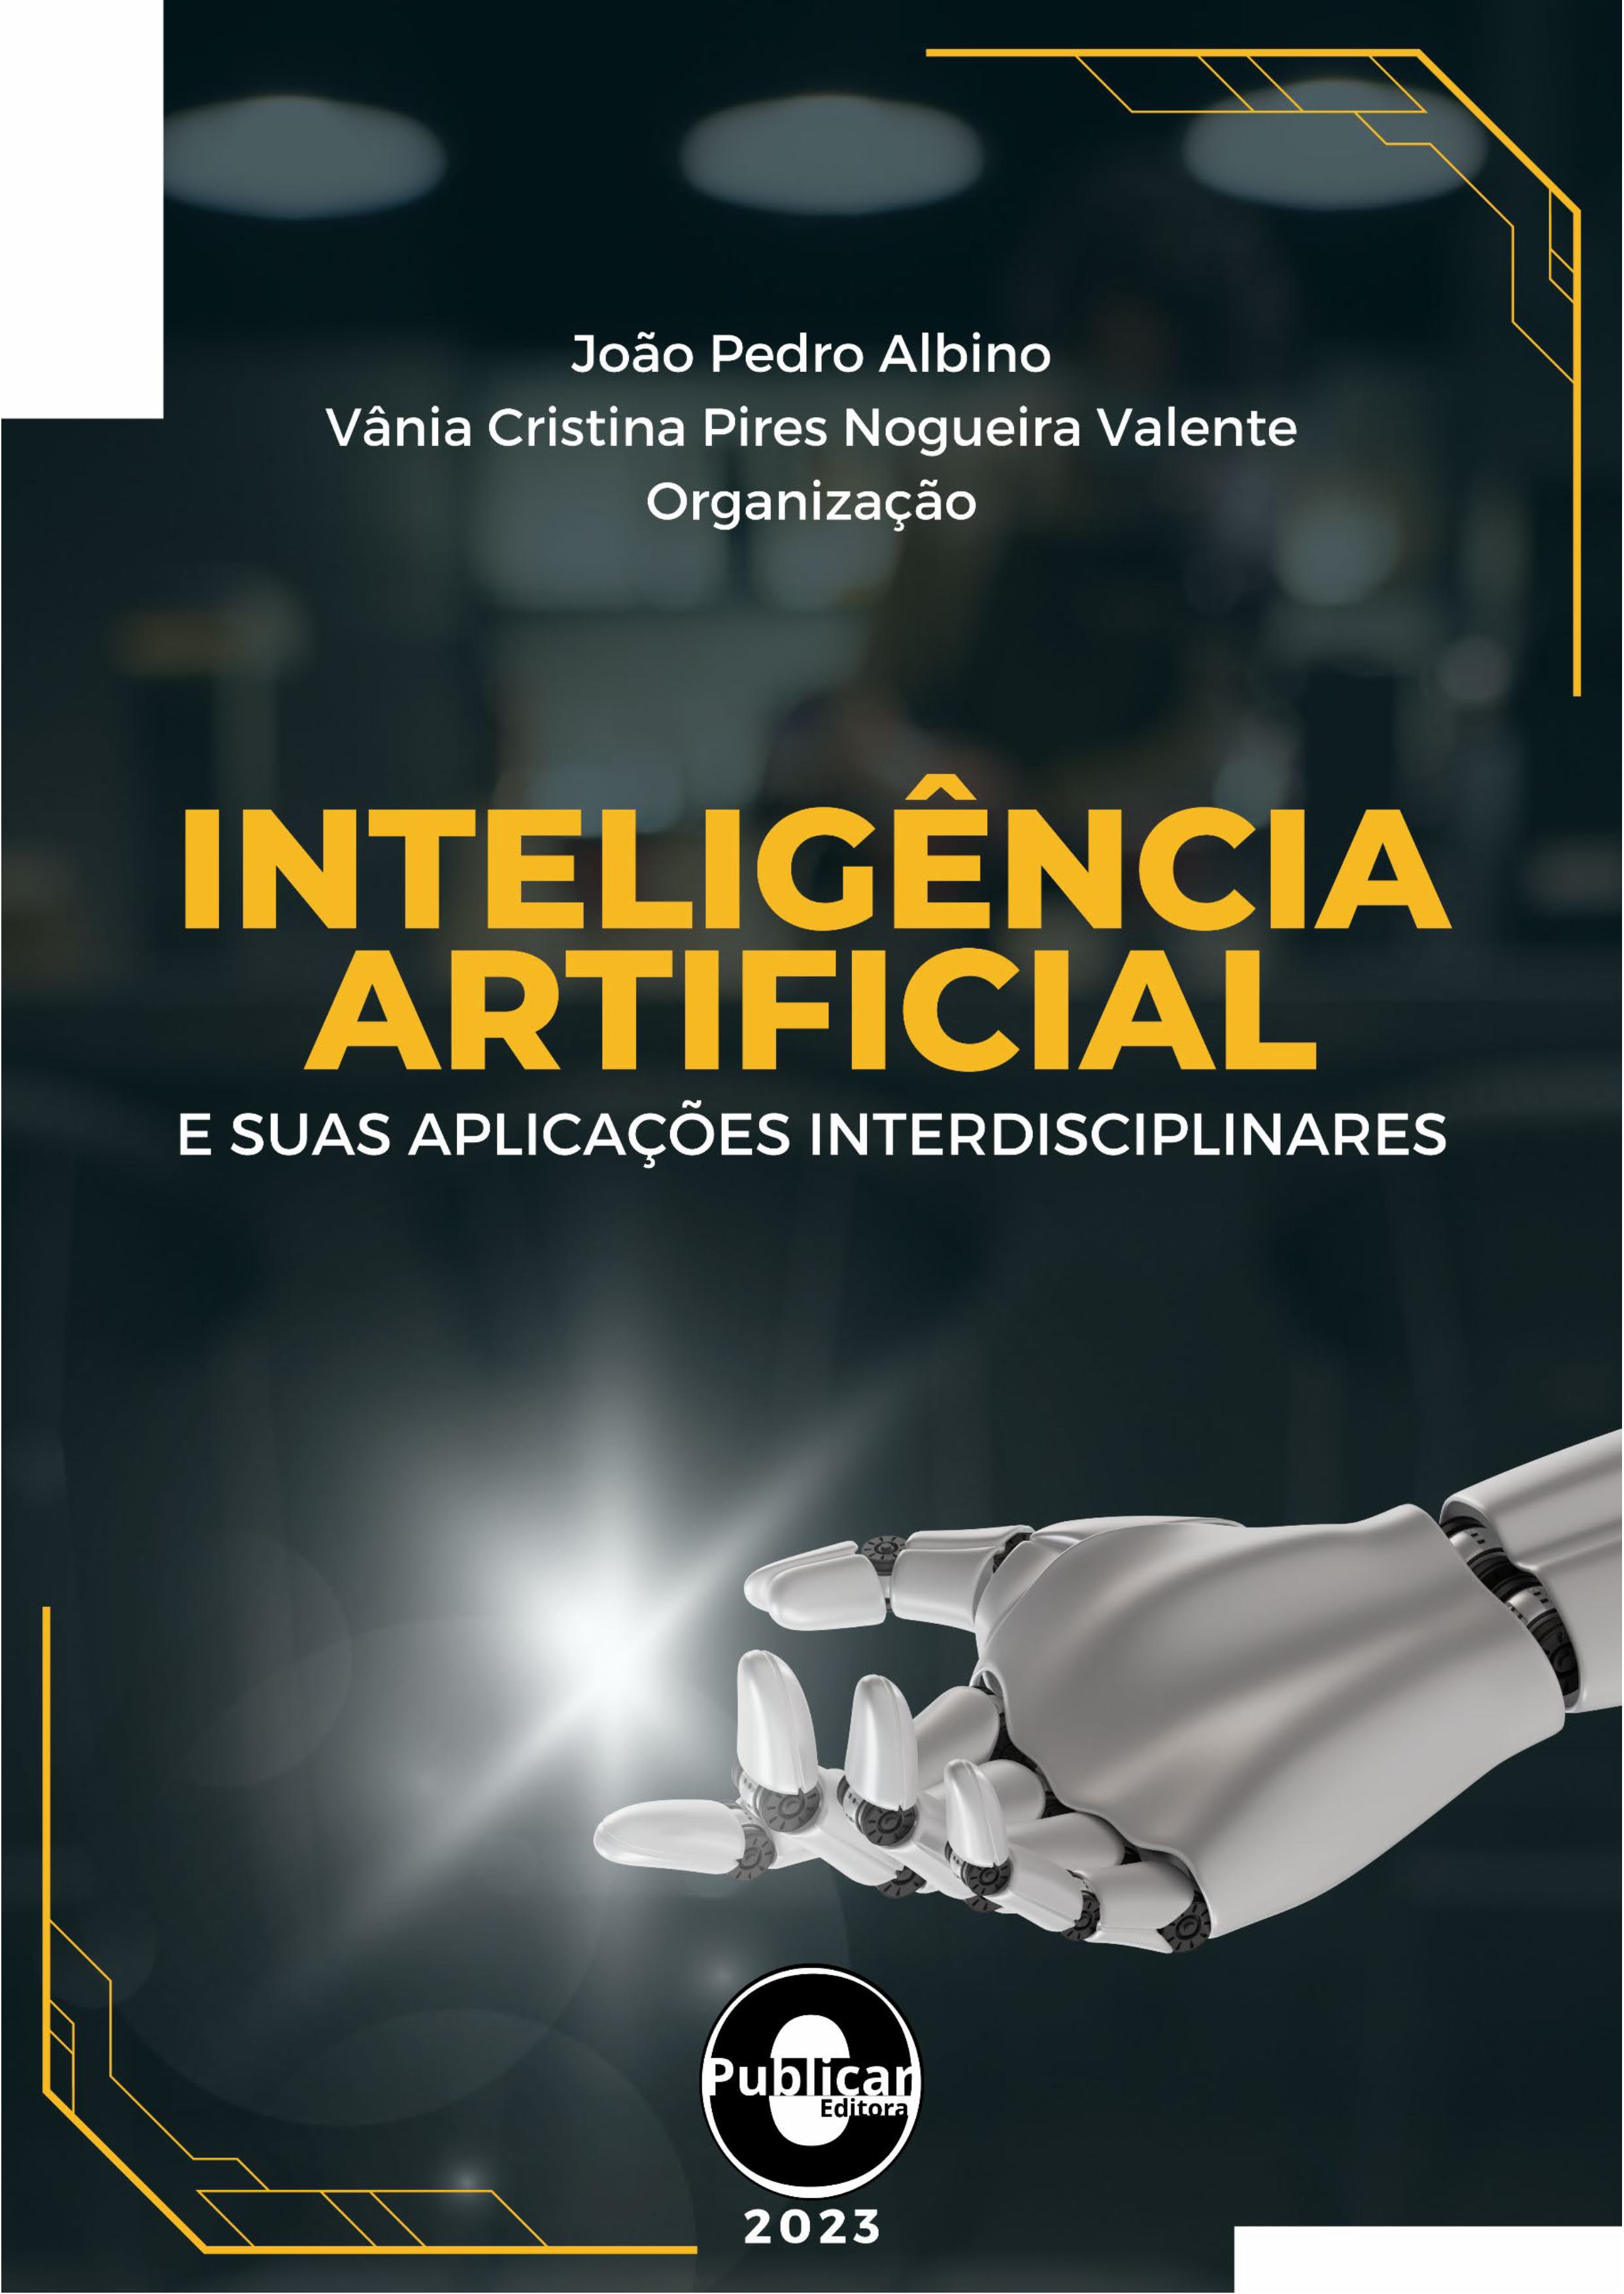 João Pedro Albino
Vânia Cristina Pires Nogueira Valente
Organização
INTELIGÊNCIA
ARTIFICIAL
E SUAS APLICAÇÕES INTERDISCIPLINARES
Publicar
Editora
2023